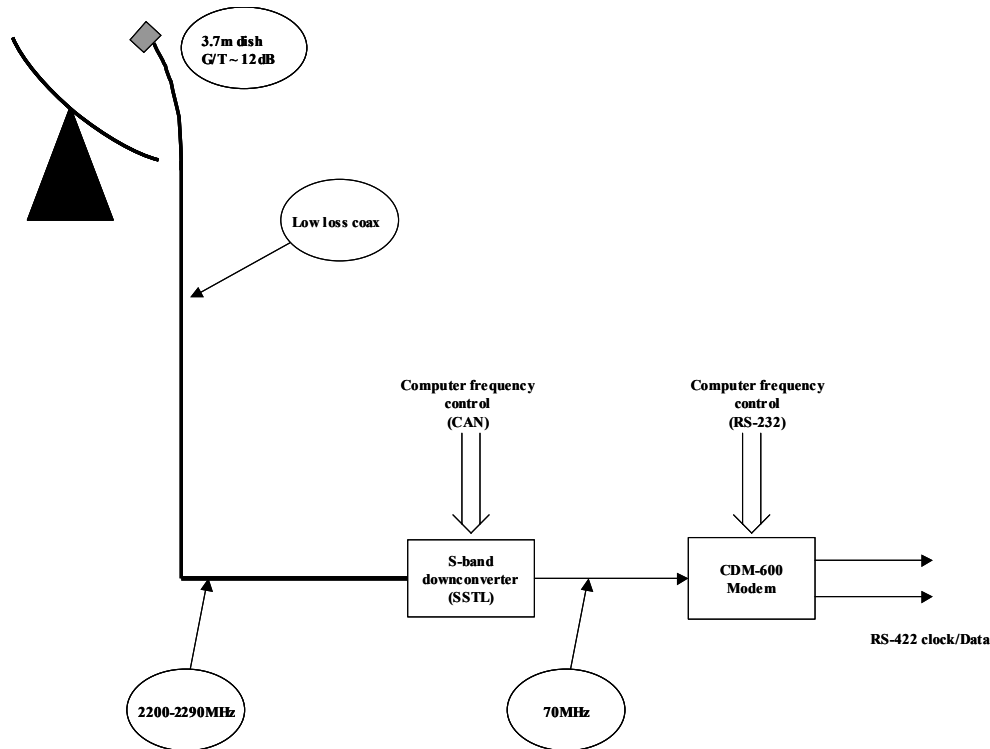 3.7m dish
G/T ~ 12dB
Low loss coax
Computer frequency
control
(CAN)
Computer frequency
control
(RS-232)
S-band
downconverter
(SSTL)
CDM-600
Modem
RS-422 clock/Data
2200-2290MHz
70MHz